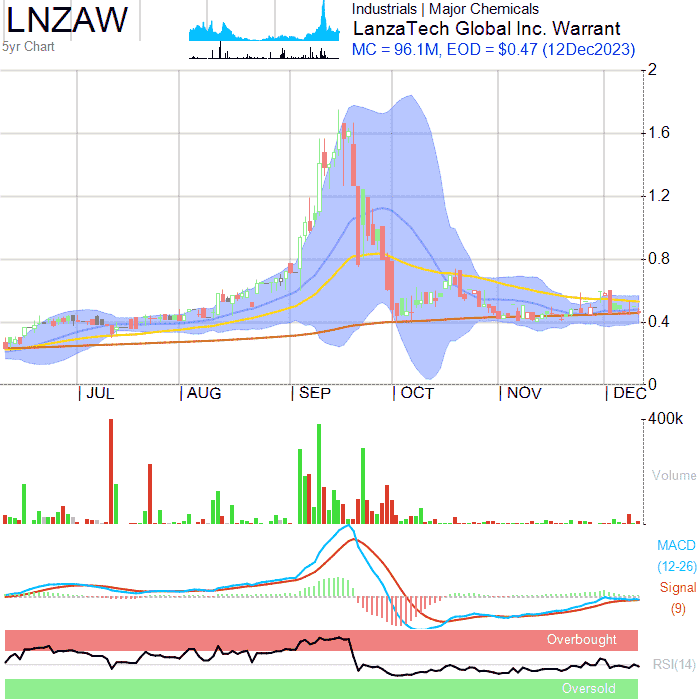 LNZAW
5yr Chart
Industrials | Major Chemicals
LanzaTech Global Inc. Warrant
MC = 96.1M, EOD = $0.47 (12Dec2023)
2
1.6
1.2
0.8
0.4
0
JUL
AUG
SEP
OCT
NOV
DEC
400k
Volume
MACD
(12-26)
Signal
(9)
Overbought
RSI(14)
Oversold